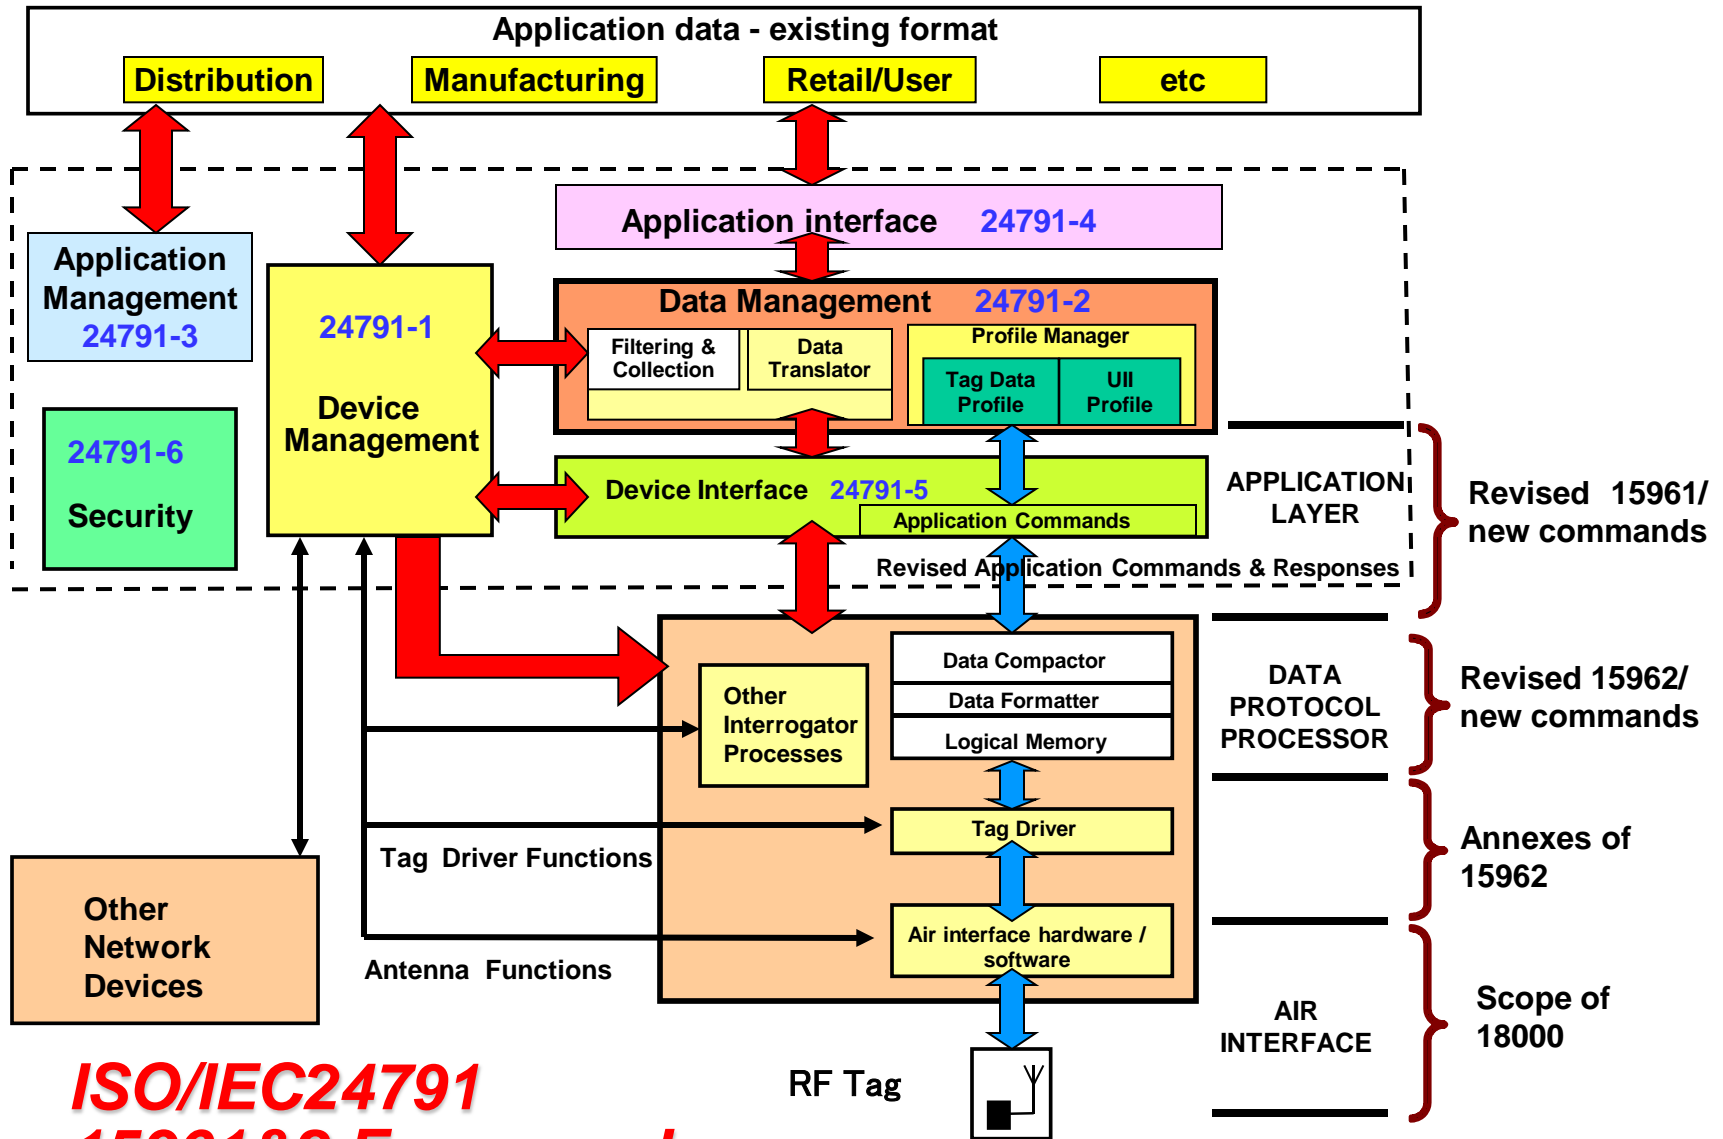 Application data - existing format
Distribution
Manufacturing
Retail/User
etc
Application interface 24791-4
Application
Management
24791-3
24791-1
Device
Management
Data Management 24791-2
Filtering &
Collection
Data
Translator
Profile Manager
Tag Data
Profile
UII
Profile
24791-6
Security
Device Interface 24791-5
Application Commands
APPLICATION
LAYER
Revised 15961/
new commands
Revised Application Commands & Responses
Other
Interrogator
Processes
Data Compactor
Data Formatter
Logical Memory
DATA
PROTOCOL
PROCESSOR
Revised 15962/
new commands
Tag Driver
Tag Driver Functions
Annexes of
15962
Other
Network
Devices
Air interface hardware /
software
Antenna Functions
AIR
INTERFACE
Scope of
18000
RF Tag
ISO/IEC24791